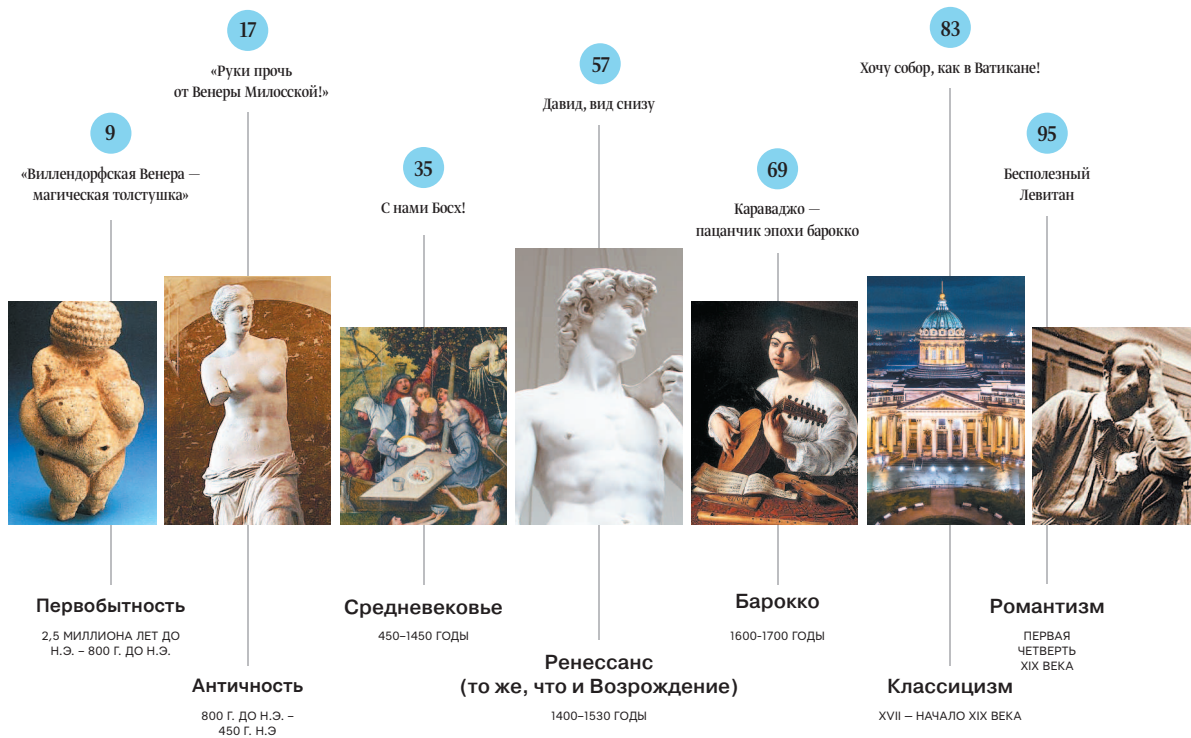 9
«Виллендорфская Венера —
магическая толстушка»
17
«Руки прочь
от Венеры Милосской!»
35
С нами Босх!
57
Давид, вид снизу
69
Караваджо —
пацанчик эпохи барокко
83
Хочу собор, как в Ватикане!
95
Бесполезный
Левитан
Первобытность
2,5 МИЛЛИОНА ЛЕТ ДО
Н.Э. – 800 Г. ДО Н.Э.
Античность
800 Г. ДО Н.Э. –
450 Г. Н.Э
Средневековье
450–1450 ГОДЫ
Ренессанс
(то же, что и Возрождение)
1400–1530 ГОДЫ
Барокко
1600-1700 ГОДЫ
Классицизм
XVII — НАЧАЛО XIX ВЕКА
Романтизм
ПЕРВАЯ
ЧЕТВЕРТЬ
XIX ВЕКА